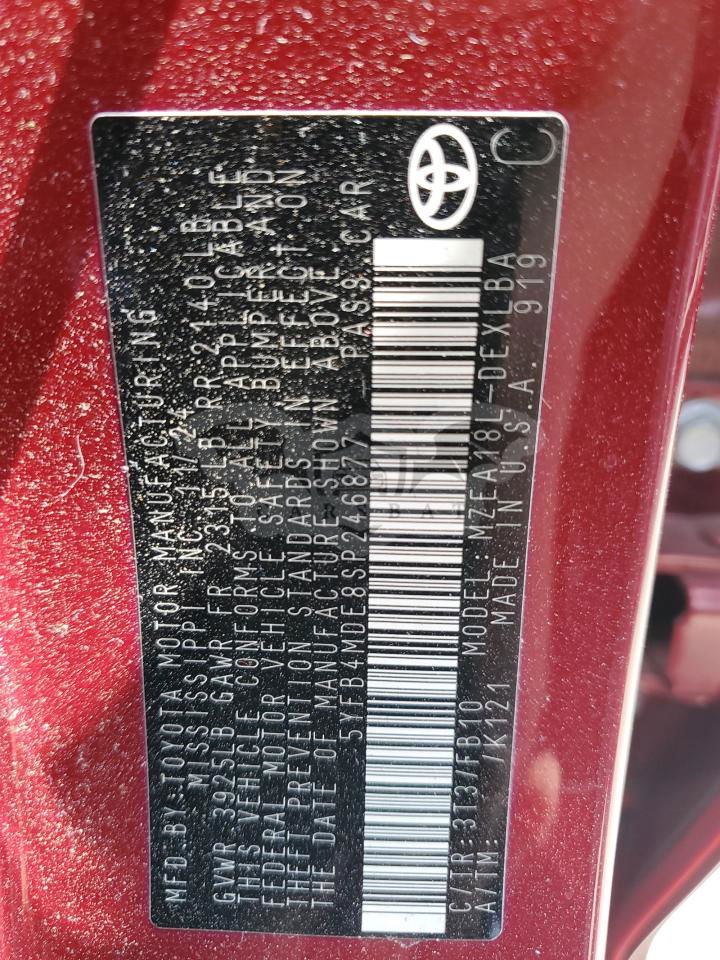 MFD.BY:TOYOTA MOTOR MANUFACTURING
MISSISSIPPI INC. 11/24
GVWR 3925LB GAWR FR 2315LB RR 2140LB
THIS VEHICLE CONFORMS TO ALL APPLICABLE
FEDERAL MOTOR VEHICLE SAFETY BUMPER AND
THEFT PREVENTION STANDARDS IN EFFECT ON
THE DATE OF MANUFACTURE SHOWN ABOVE.
5YFB4MDE8SP246877 PASS.CAR
C/TR:3T3/FB10 MODEL:MZEA18L-DEXLBA
A/TM: /K121 MADE IN U.S.A. 919
C